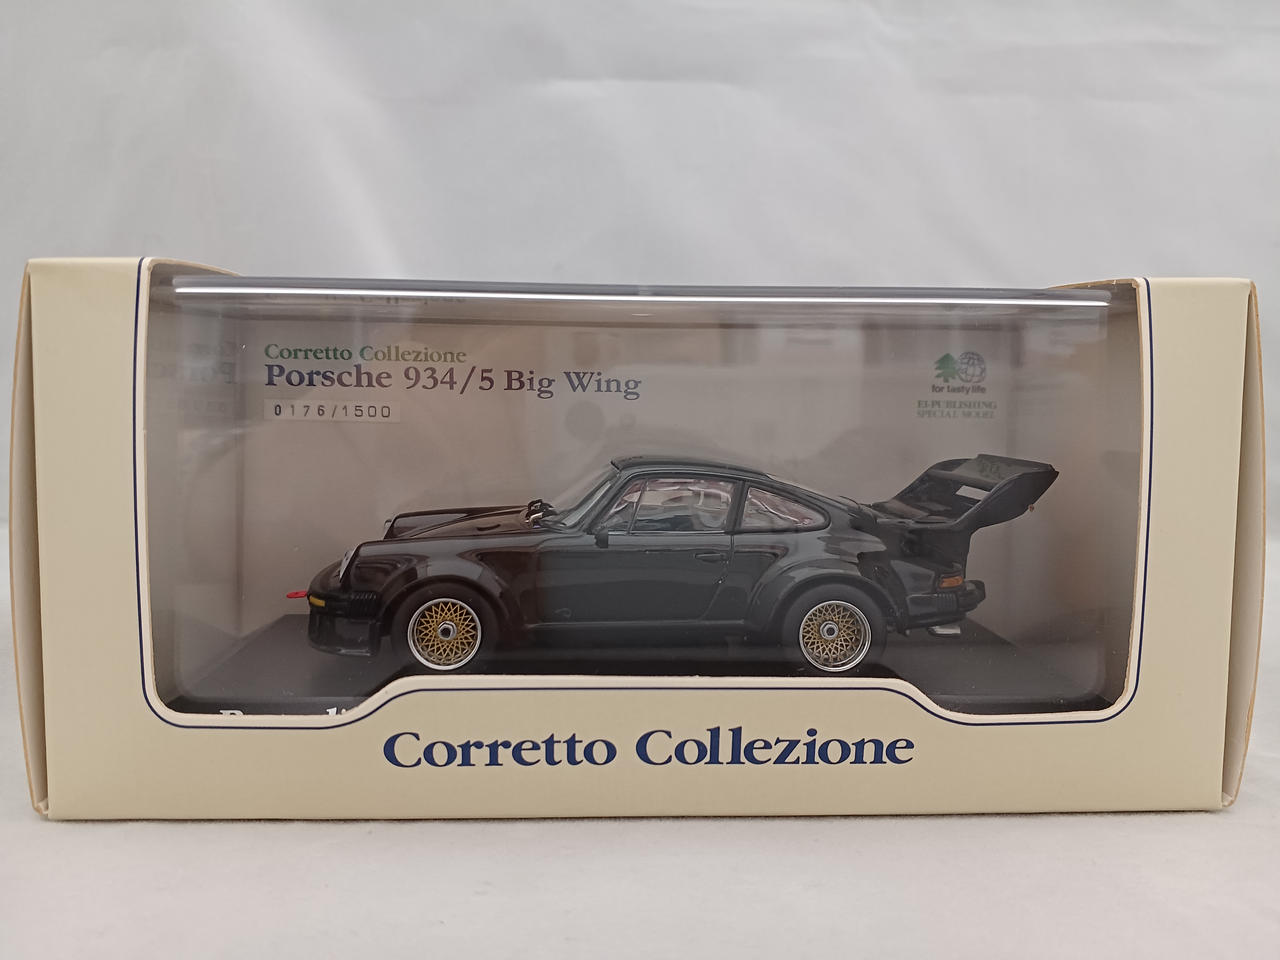 Corretto Collezione
Porsche 934/5 Big Wing
0176/1500
for tasty life
EI-PUBLISHING
SPECIAL MODEL
Corretto Collezione